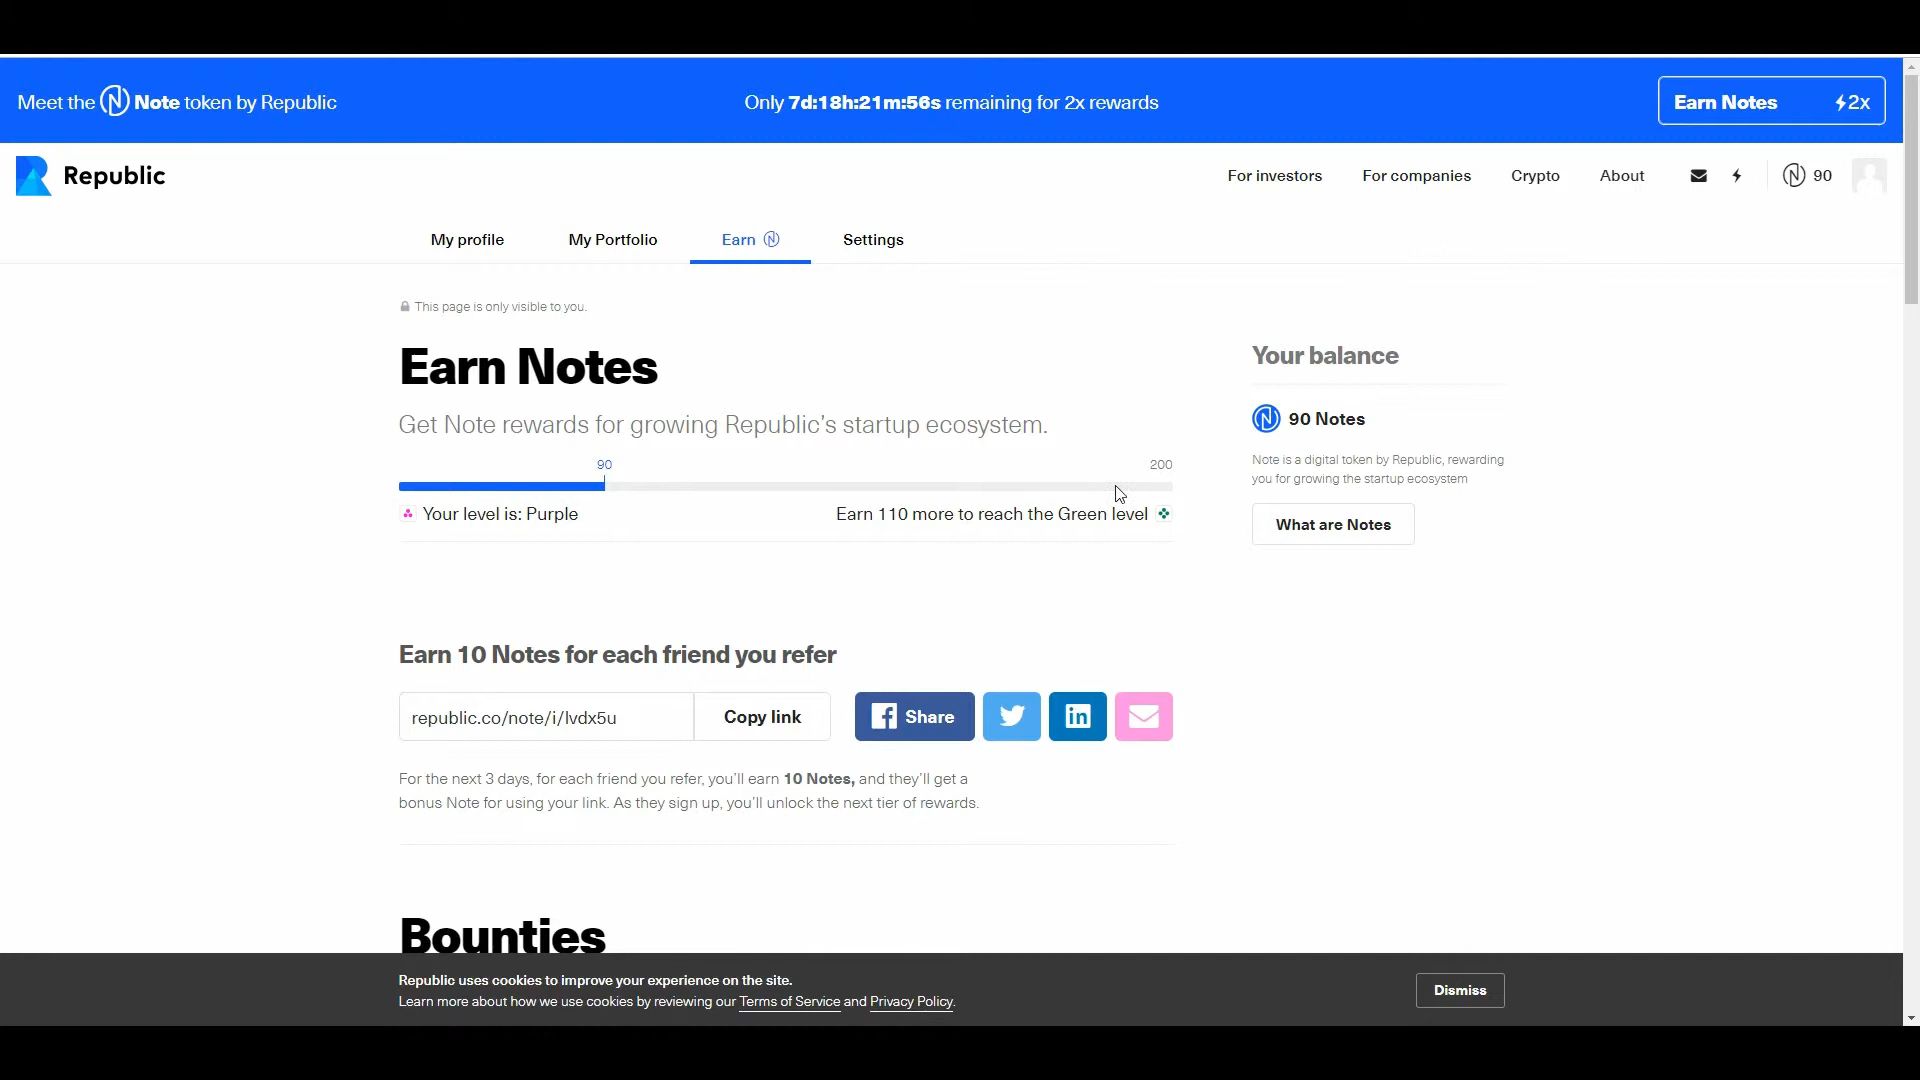 Meet the Note token by Republic
Only 7d:18h:21m:56s remaining for 2x rewards
Earn Notes 2x
Republic
For investors
For companies
Crypto
About
90
My profile
My Portfolio
Earn
Settings
This page is only visible to you.
Earn Notes
Get Note rewards for growing Republic's startup ecosystem.
90
200
Your level is: Purple
Earn 110 more to reach the Green level
Your balance
90 Notes
Note is a digital token by Republic, rewarding
you for growing the startup ecosystem
What are Notes
Earn 10 Notes for each friend you refer
republic.co/note/i/lvdx5u
Copy link
Share
For the next 3 days, for each friend you refer, you'll earn 10 Notes, and they'll get a
bonus Note for using your link. As they sign up, you'll unlock the next tier of rewards.
Bounties
Republic uses cookies to improve your experience on the site.
Learn more about how we use cookies by reviewing our Terms of Service and Privacy Policy.
Dismiss